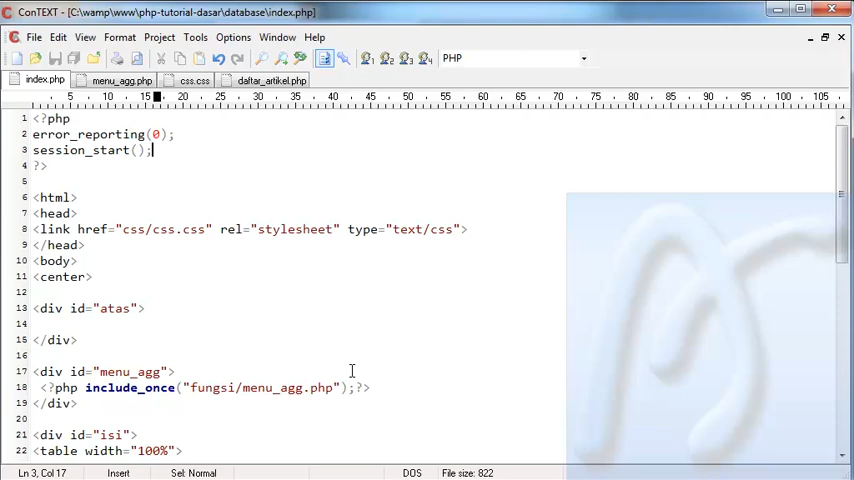 ConTEXT - [C:\wamp\www\php-tutorial-dasar\database\index.php]
File Edit View Format Project Tools Options Window Help
1 2 3 4 PHP
index.php menu_agg.php css.css daftar_artikel.php
5 10 15 20 25 30 35 40 45 50 55 60 65 70 75 80 85 90 95 100 105
1 <?php
2 error_reporting(0);
3 session_start();
4 ?>
5
6 <html>
7 <head>
8 <link href="css/css.css" rel="stylesheet" type="text/css">
9 </head>
10 <body>
11 <center>
12
13 <div id="atas">
14
15 </div>
16
17 <div id="menu_agg">
18 <?php include_once("fungsi/menu_agg.php");?>
19 </div>
20
21 <div id="isi">
22 <table width="100%">
Ln 3, Col 17 Insert Sel: Normal DOS File size: 822